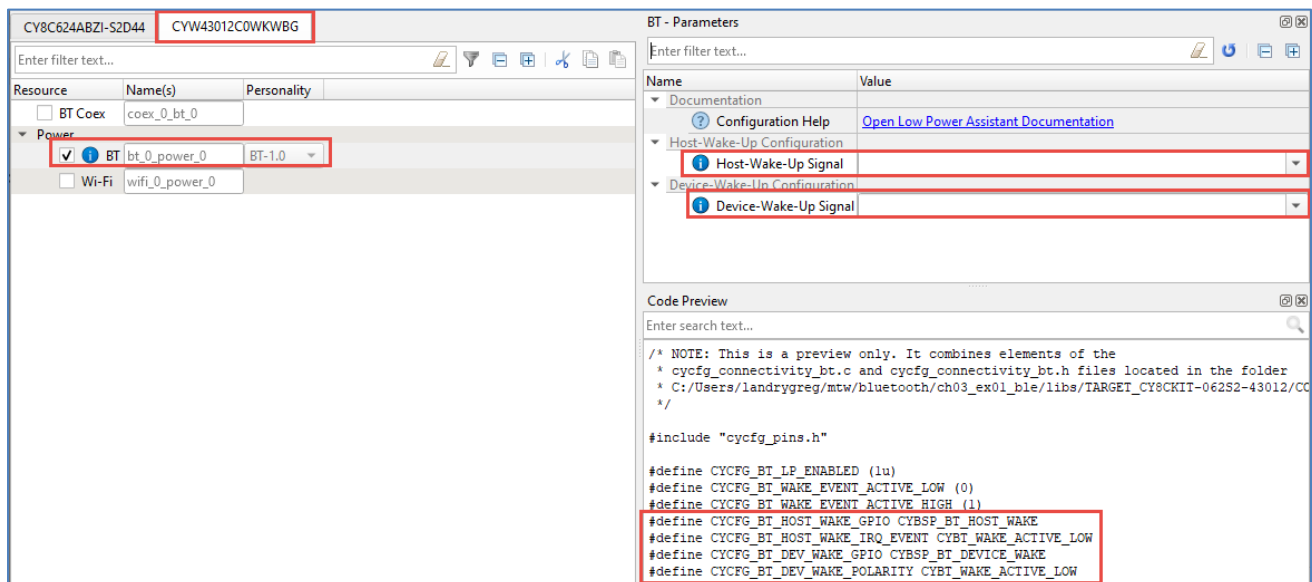 CY8C624ABZI-S2D44 CYW43012C0WKWBG
Enter filter text...
Resource Name(s) Personality
BT Coex coex_0_bt_0
Power
BT bt_0_power_0 BT-1.0
Wi-Fi wifi_0_power_0
BT - Parameters
Enter filter text...
Name Value
Documentation
Configuration Help Open Low Power Assistant Documentation
Host-Wake-Up Configuration
Host-Wake-Up Signal
Device-Wake-Up Configuration
Device-Wake-Up Signal
Code Preview
Enter search text...
/* NOTE: This is a preview only. It combines elements of the
* cycfg_connectivity_bt.c and cycfg_connectivity_bt.h files located in the folder
* C:/Users/landrygreg/mtw/bluetooth/ch03_ex01_ble/libs/TARGET_CY8CKIT-062S2-43012/CO
*/
#include "cycfg_pins.h"
#define CYCFG_BT_LP_ENABLED (1u)
#define CYCFG_BT_WAKE_EVENT_ACTIVE_LOW (0)
#define CYCFG_BT_WAKE_EVENT_ACTIVE_HIGH (1)
#define CYCFG_BT_HOST_WAKE_GPIO CYBSP_BT_HOST_WAKE
#define CYCFG_BT_HOST_WAKE_IRQ_EVENT CYBT_WAKE_ACTIVE_LOW
#define CYCFG_BT_DEV_WAKE_GPIO CYBSP_BT_DEVICE_WAKE
#define CYCFG_BT_DEV_WAKE_POLARITY CYBT_WAKE_ACTIVE_LOW